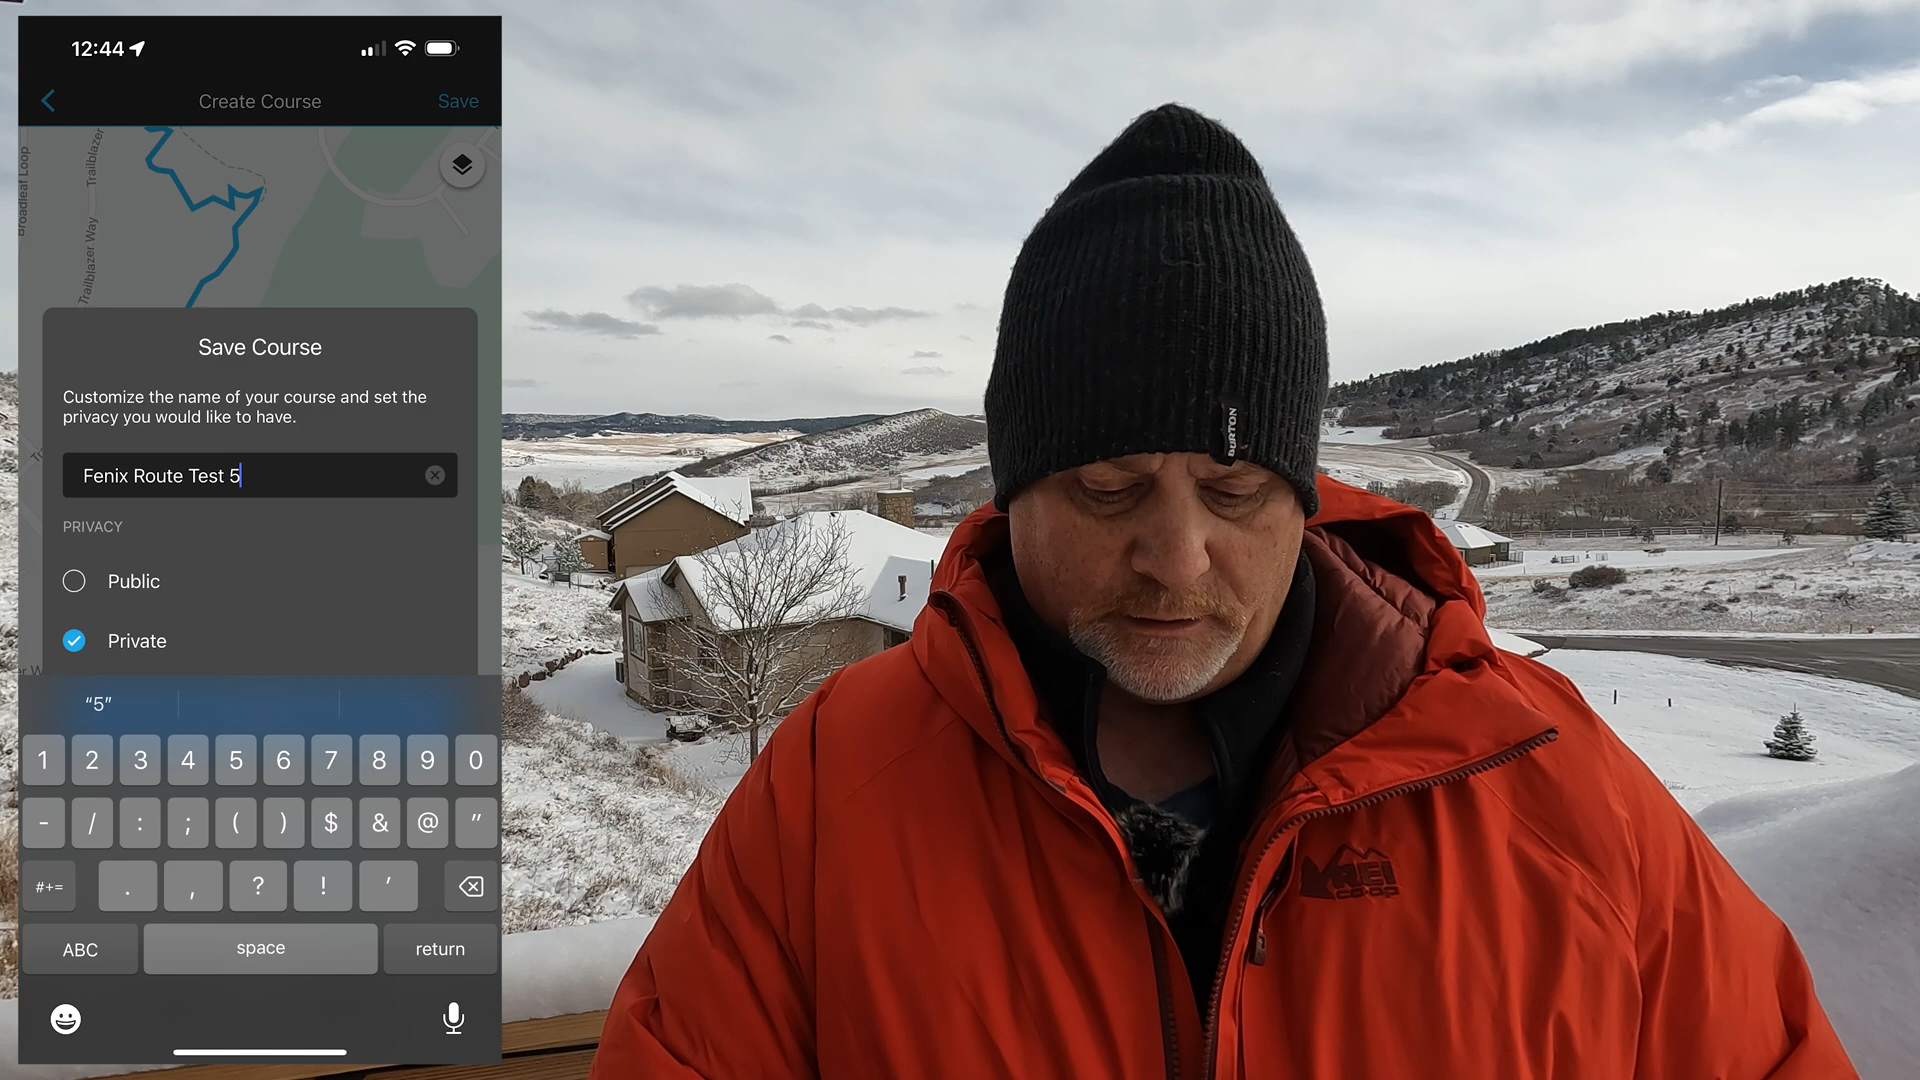 12:44
Create Course
Save
Broadleaf Loop
Trailblazer
Trailblazer Way
Save Course
Customize the name of your course and set the
privacy you would like to have.
Fenix Route Test 5
PRIVACY
Public
Private
“5”
1 2 3 4 5 6 7 8 9 0
- / : ; ( ) $ & @ ”
#+= . , ? ! ’
ABC space return
BURTON
REI
CO·OP